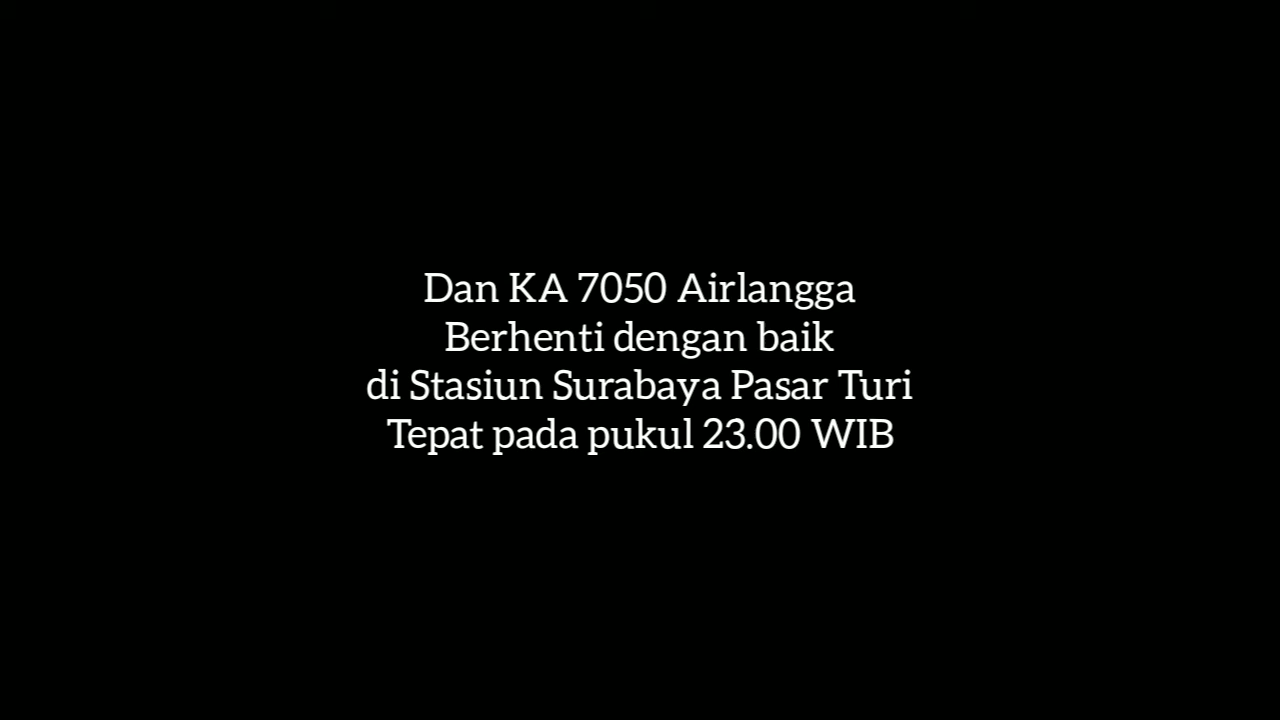 Dan KA 7050 Airlangga
Berhenti dengan baik
di Stasiun Surabaya Pasar Turi
Tepat pada pukul 23.00 WIB